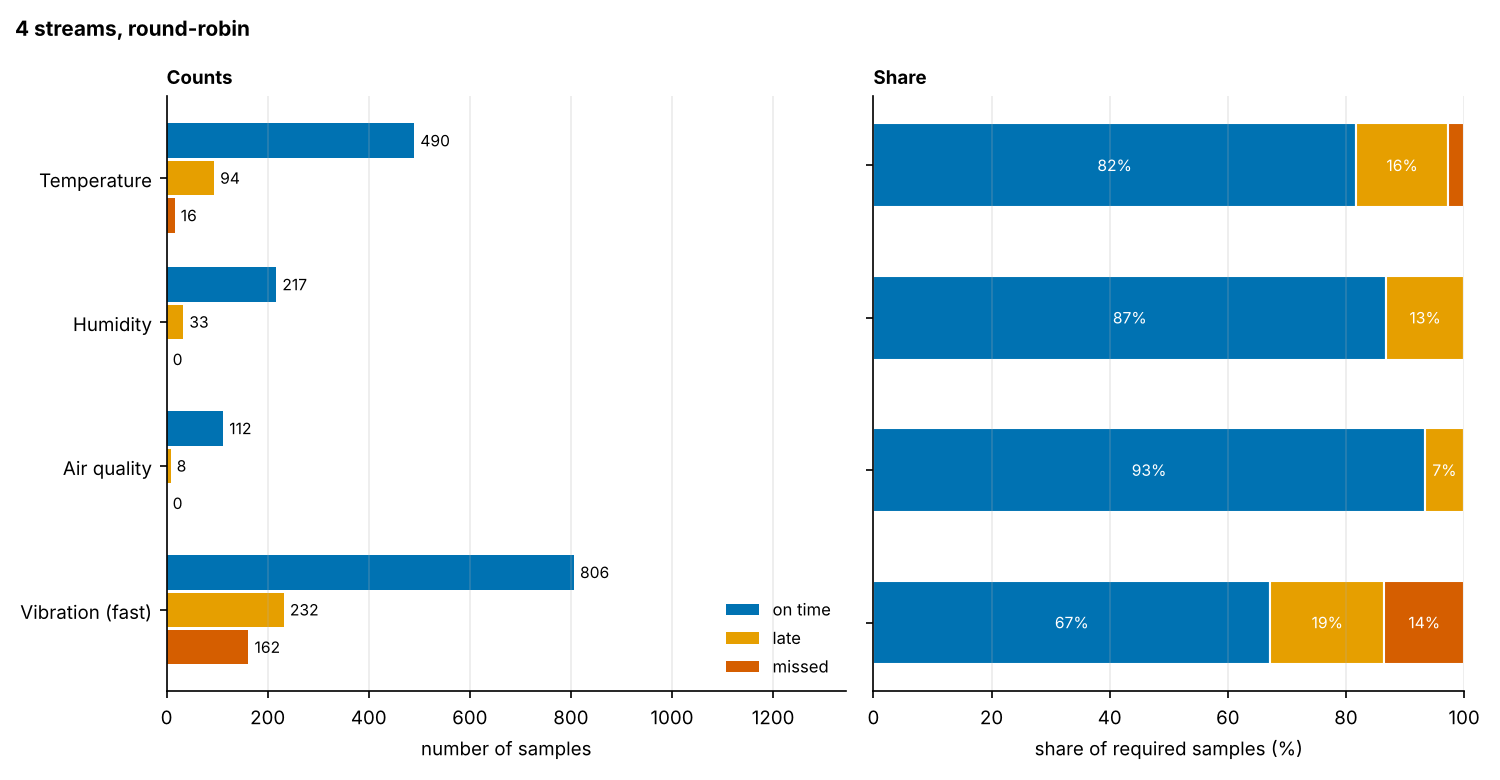 4 streams, round-robin
Counts
Temperature
490
94
16
Humidity
217
33
0
Air quality
112
8
0
Vibration (fast)
806
232
162
on time
late
missed
0 200 400 600 800 1000 1200
number of samples
Share
82% 16%
87% 13%
93% 7%
67% 19% 14%
0 20 40 60 80 100
share of required samples (%)